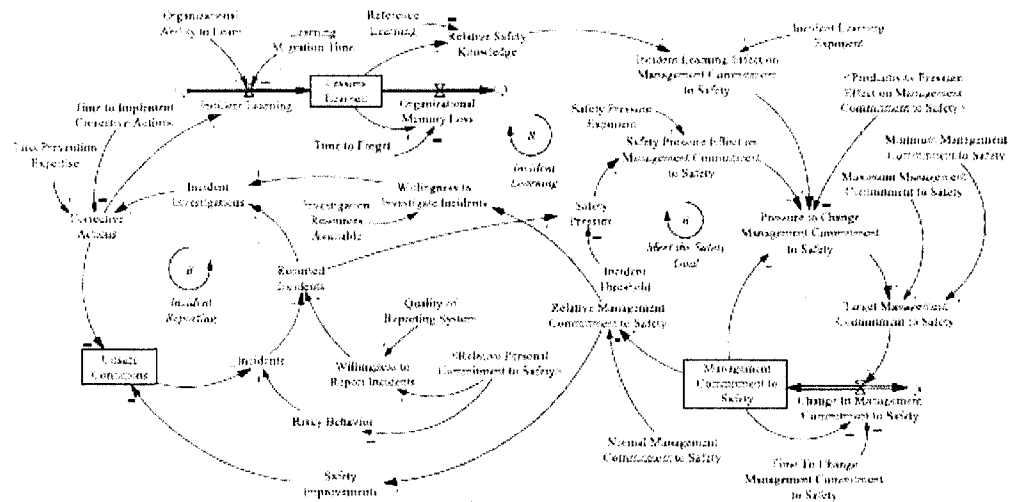 Organizational
Ability to Learn
Learning
Migration Time
Reference
Learning
Relative Safety
Knowledge
Incident Learning
Exponent
Incident Learning Effect on
Management Commitment
to Safety
Lessons
Learned
Incident Learning
Organizational
Memory Loss
Time to Forget
Time to Implement
Corrective Actions
Loss Prevention
Expertise
Corrective
Actions
Safety Pressure
Exponent
Safety Pressure Effect on
Management Commitment
to Safety
<Production Pressure
Effect on Management
Commitment to Safety>
Minimum Management
Commitment to Safety
Maximum Management
Commitment to Safety
R
Incident
Learning
Incident
Investigations
Willingness to
Investigate Incidents
Investigation
Resources
Available
Safety
Pressure
B
Meet the Safety
Goal
Pressure to Change
Management Commitment
to Safety
B
Incident
Reporting
Reported
Incidents
Incident
Threshold
Quality of
Reporting System
Relative Management
Commitment to Safety
Target Management
Commitment to Safety
Unsafe
Conditions
Incidents
Willingness to
Report Incidents
<Relative Personal
Commitment to Safety>
Management
Commitment to
Safety
Change in Management
Commitment to Safety
Risky Behavior
Normal Management
Commitment to Safety
Time To Change
Management Commitment
to Safety
Safety
Improvements